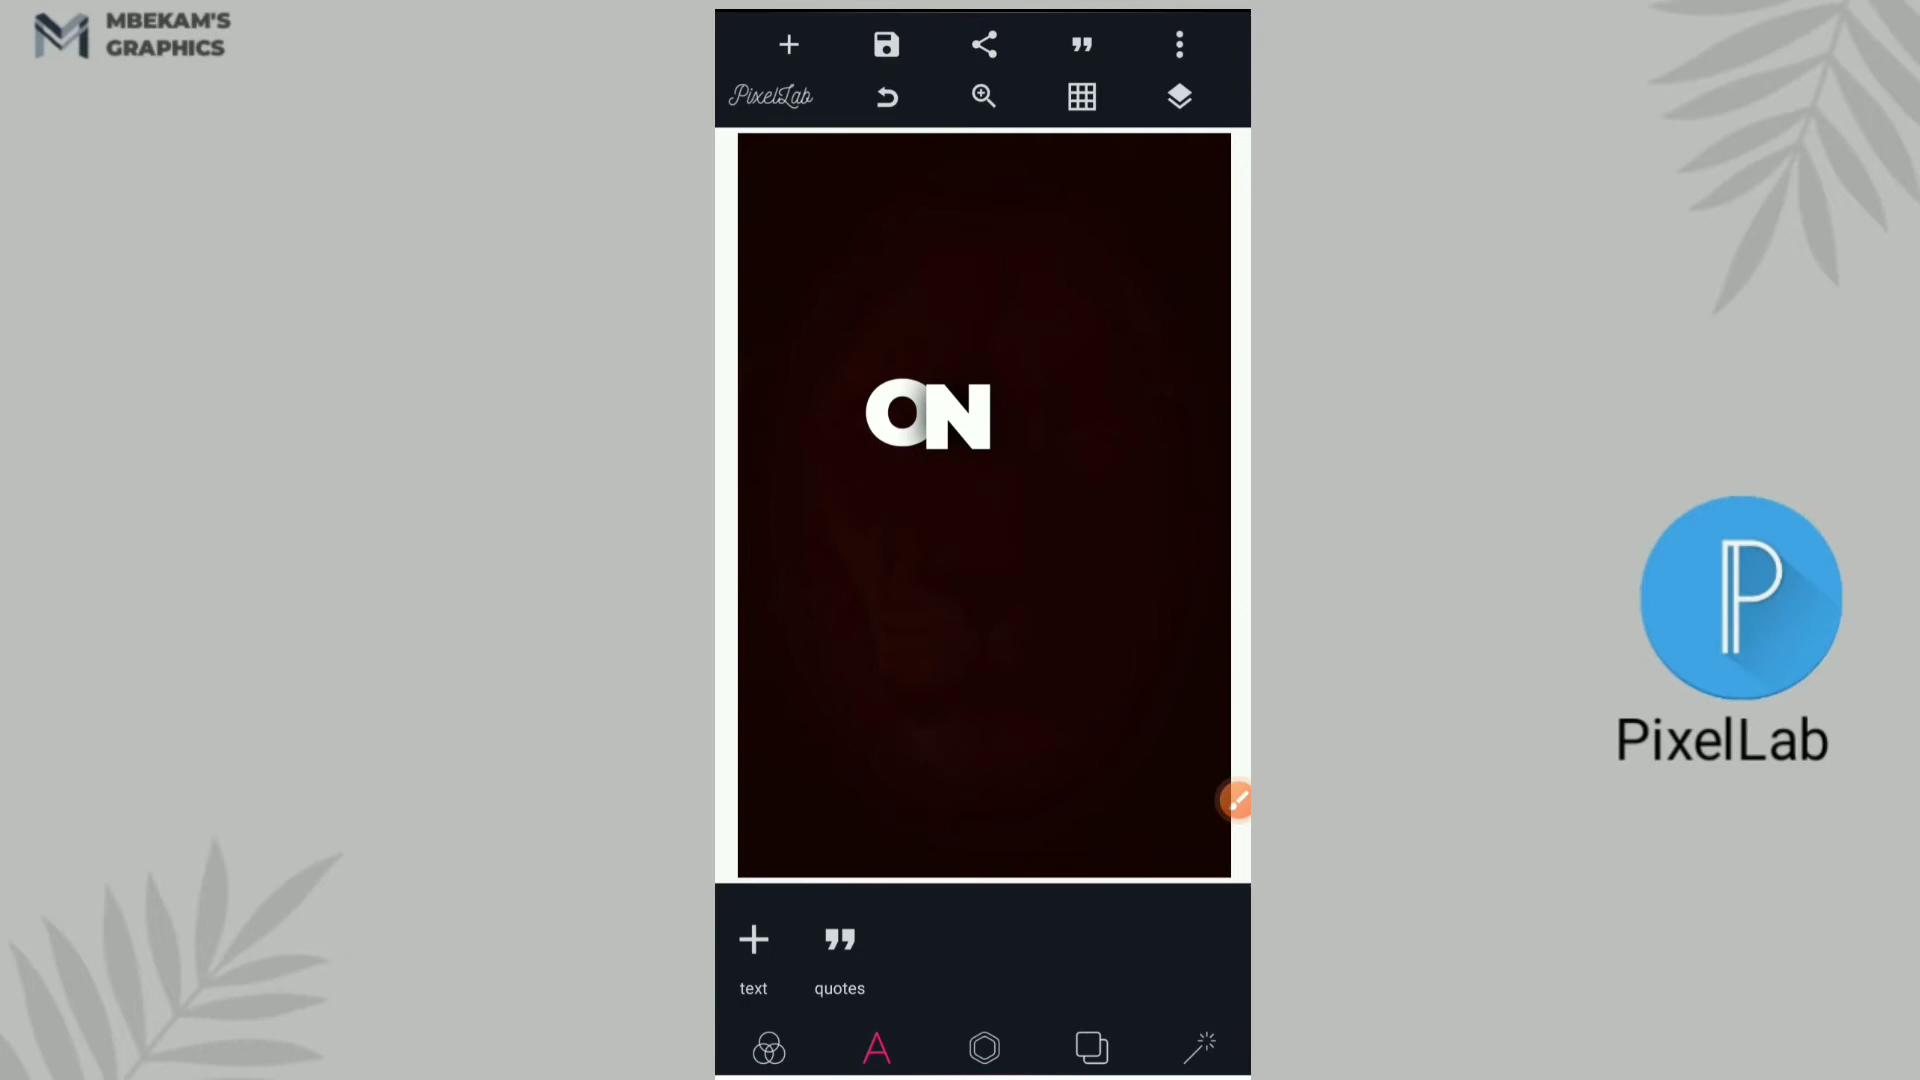 MBEKAM'S
GRAPHICS
PixelLab
ON
P
PixelLab
text
quotes
A